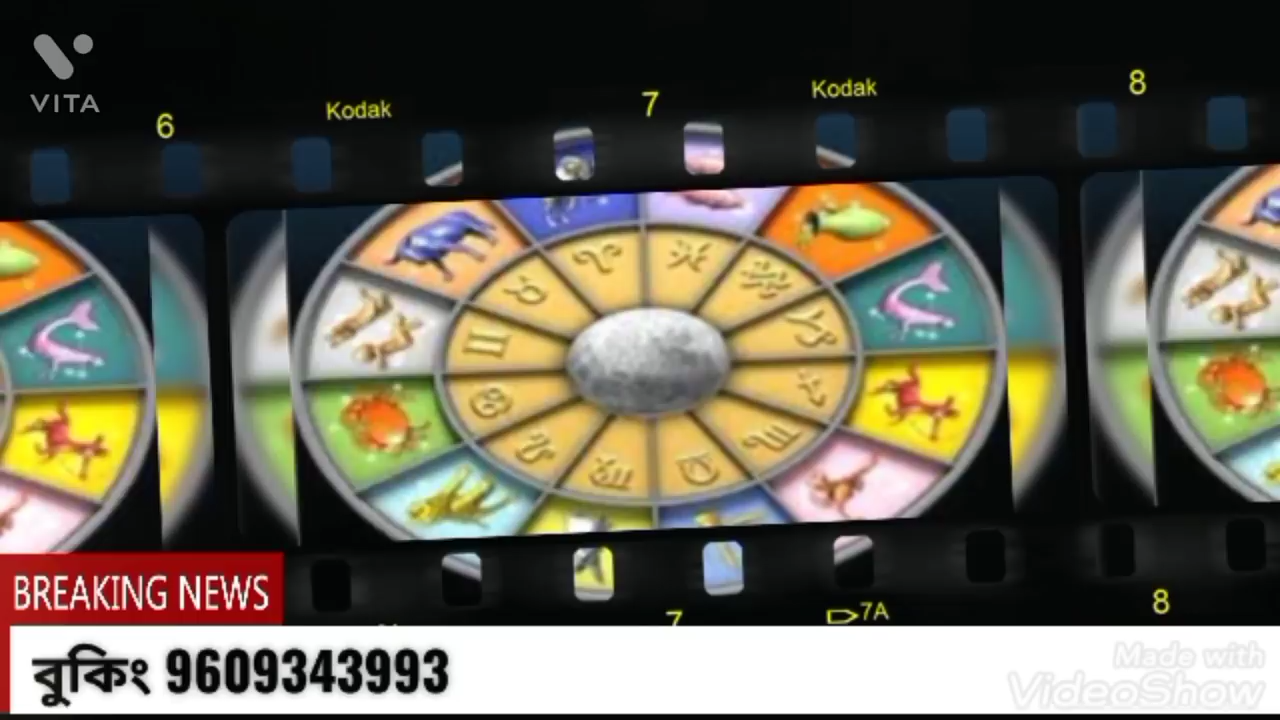 VITA
6 Kodak 7 Kodak 8
BREAKING NEWS
7 7A 8
বুকিং 9609343993
Made with
VideoShow